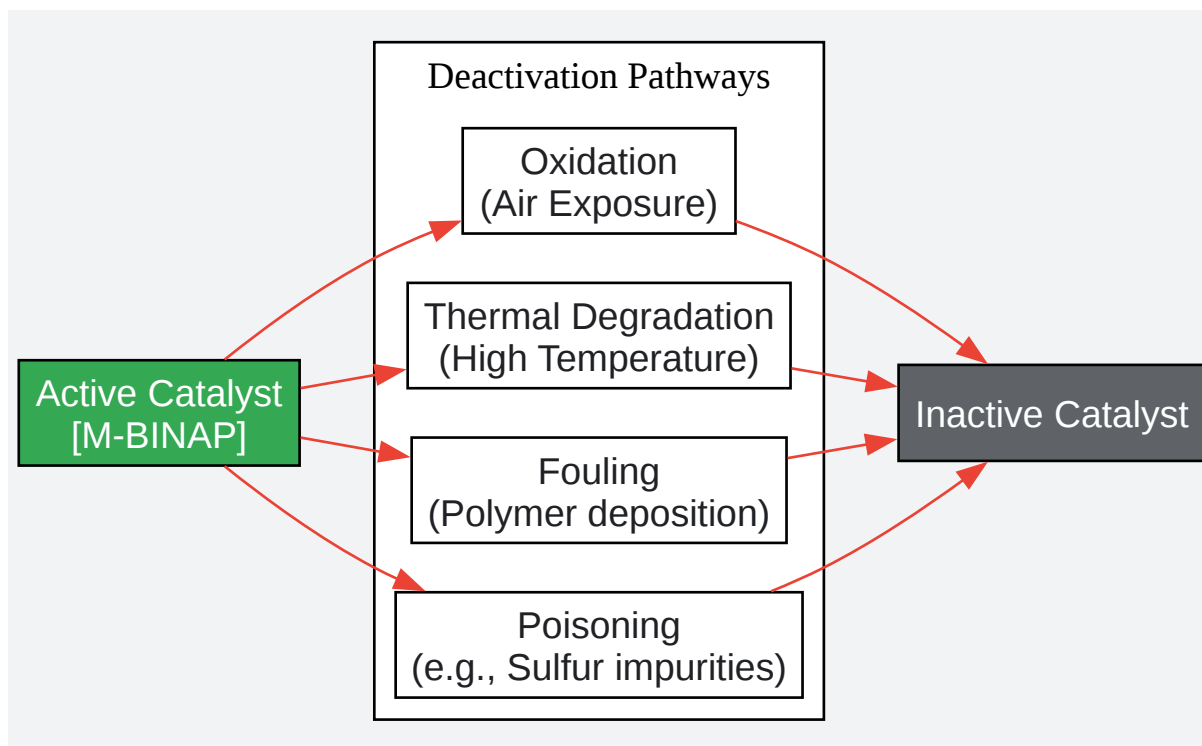 Deactivation Pathways
Oxidation
(Air Exposure)
Thermal Degradation
(High Temperature)
Active Catalyst
[M-BINAP]
Inactive Catalyst
Fouling
(Polymer deposition)
Poisoning
(e.g., Sulfur impurities)